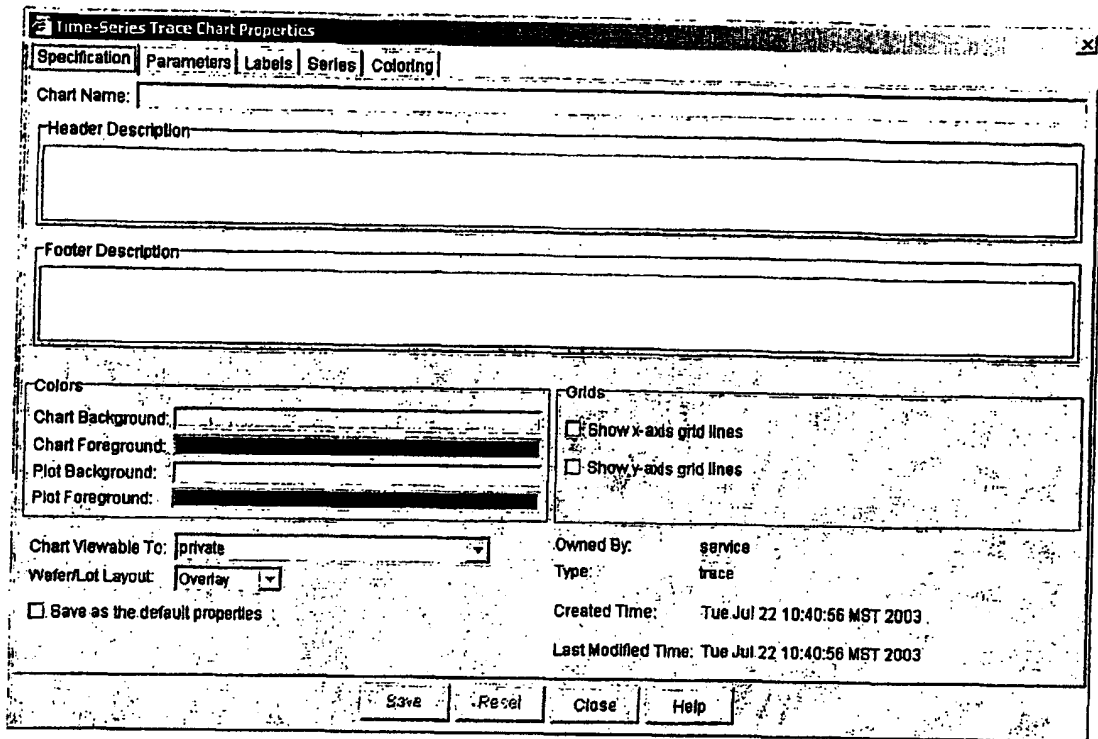 Time-Series Trace Chart Properties
Specification Parameters Labels Series Coloring
Chart Name:
Header Description
Footer Description
Colors
Chart Background:
Chart Foreground:
Plot Background:
Plot Foreground:
Grids
Show x-axis grid lines
Show y-axis grid lines
Chart Viewable To: private
Wafer/Lot Layout: Overlay
Save as the default properties
Owned By: service
Type: trace
Created Time: Tue Jul 22 10:40:56 MST 2003
Last Modified Time: Tue Jul 22 10:40:56 MST 2003
Save Reset Close Help